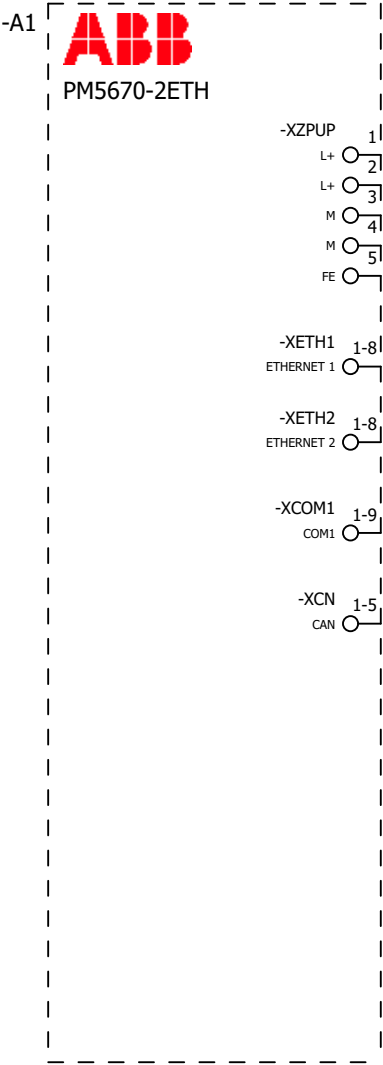 -A1
ABB
PM5670-2ETH
-XZPUP
1
L+
2
L+
3
M
4
M
5
FE
-XETH1
1-8
ETHERNET 1
-XETH2
1-8
ETHERNET 2
-XCOM1
1-9
COM1
-XCN
1-5
CAN